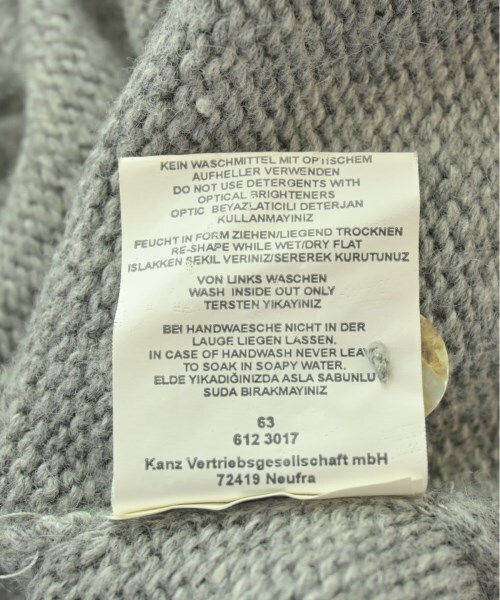 KEIN WASCHMITTEL MIT OPTISCHEM
AUFHELLER VERWENDEN
DO NOT USE DETERGENTS WITH
OPTICAL BRIGHTENERS
OPTIC BEYAZLATICILI DETERJAN
KULLANMAYINIZ
FEUCHT IN FORM ZIEHEN/LIEGEND TROCKNEN
RE-SHAPE WHILE WET/DRY FLAT
ISLAKKEN ŞEKIL VERINIZ/SEREREK KURUTUNUZ
VON LINKS WASCHEN
WASH INSIDE OUT ONLY
TERSTEN YIKAYINIZ
BEI HANDWAESCHE NICHT IN DER
LAUGE LIEGEN LASSEN.
IN CASE OF HANDWASH NEVER
TO SOAK IN SOAPY WATER.
ELDE YIKADIĞINIZDA ASLA SABUNLU
SUDA BIRAKMAYINIZ
63
612 3017
Kanz Vertriebsgesellschaft mbH
72419 Neufra